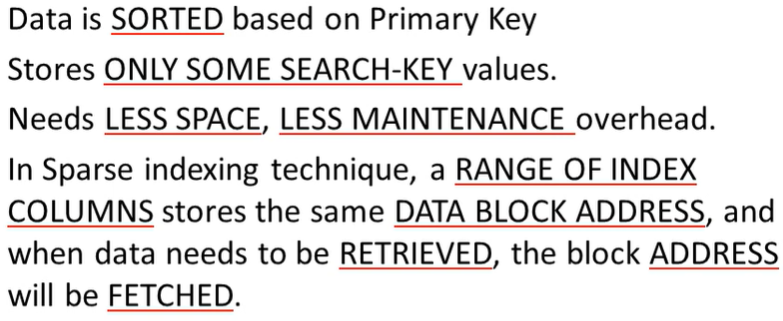 Data is SORTED based on Primary Key
Stores ONLY SOME SEARCH-KEY values.
Needs LESS SPACE, LESS MAINTENANCE overhead.
In Sparse indexing technique, a RANGE OF INDEX
COLUMNS stores the same DATA BLOCK ADDRESS, and
when data needs to be RETRIEVED, the block ADDRESS
will be FETCHED.